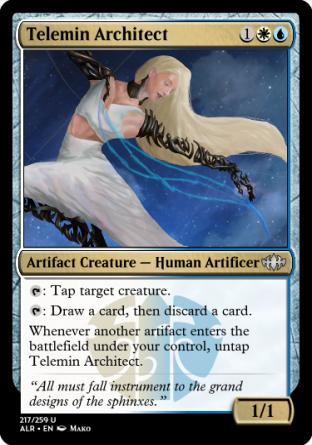 Telemin Architect 1
Artifact Creature — Human Artificer
: Tap target creature.
: Draw a card, then discard a card.
Whenever another artifact enters the
battlefield under your control, untap
Telemin Architect.
“All must fall instrument to the grand
designs of the sphinxes.”
217/259 U
ALR • EN Mako
1/1